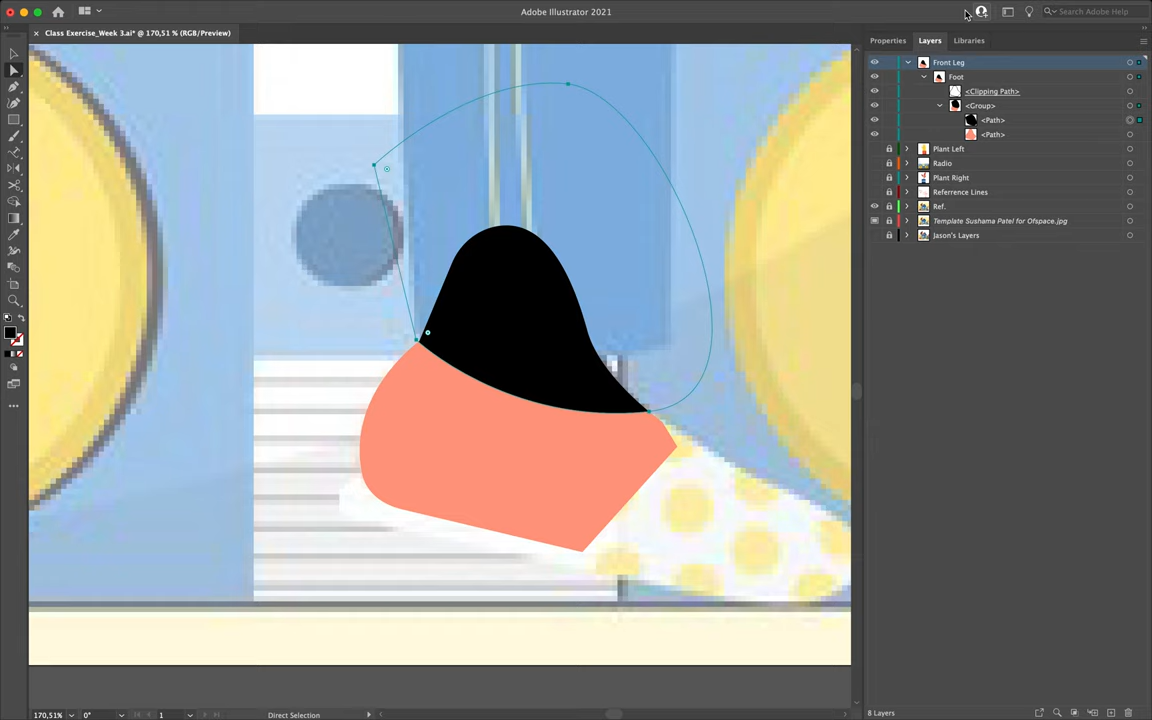 Adobe Illustrator 2021
Search Adobe Help
Class Exercise_Week 3.ai* @ 170,51 % (RGB/Preview)
Properties
Layers
Libraries
Front Leg
Foot
<Clipping Path>
<Group>
<Path>
<Path>
Plant Left
Radio
Plant Right
Referrence Lines
Ref.
Template Sushama Patel for Ofspace.jpg
Jason's Layers
170,51%
0°
1
Direct Selection
8 Layers